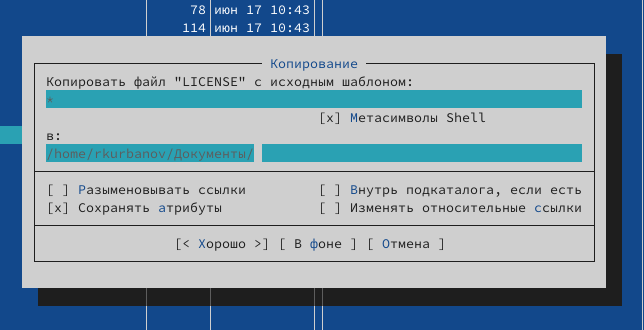 78 июн 17 10:43
114 июн 17 10:43
Копирование
Копировать файл "LICENSE" с исходным шаблоном:
*
[x] Метасимволы Shell
в:
/home/rkurbanov/Документы/
[ ] Разыменовывать ссылки [ ] Внутрь подкаталога, если есть
[x] Сохранять атрибуты [ ] Изменять относительные ссылки
[< Хорошо >] [ В фоне ] [ Отмена ]